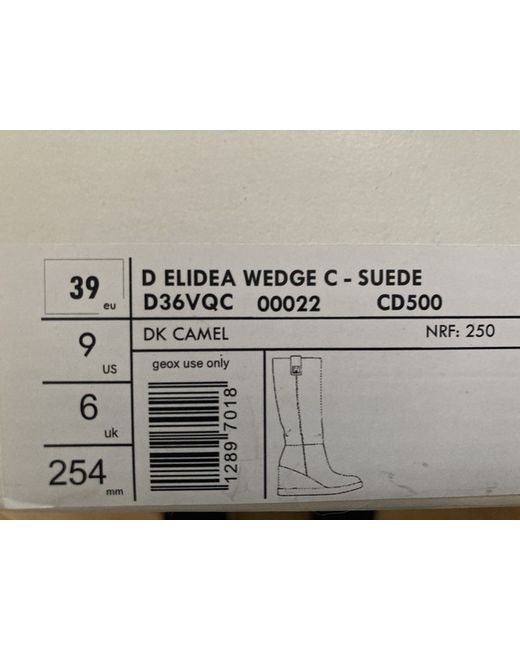 39 eu
D ELIDEA WEDGE C - SUEDE
D36VQC 00022 CD500
9 US
DK CAMEL NRF: 250
geox use only
6 uk
1289 7018
254 mm